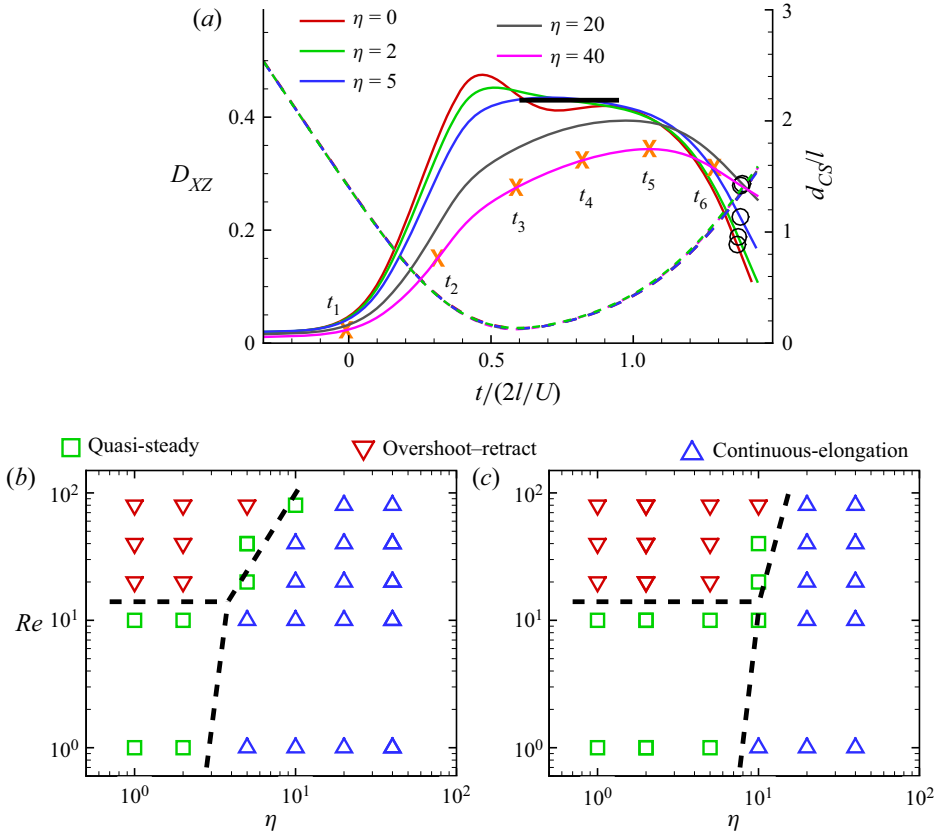 (a)
η = 0
η = 2
η = 5
η = 20
η = 40
D_XZ
0.4
0.2
0
3
2
1
0
d_CS/l
t_1
t_2
t_3
t_4
t_5
t_6
0
0.5
1.0
t/(2l/U)
Quasi-steady
Overshoot–retract
Continuous-elongation
(b)
(c)
Re
10^2
10^1
10^0
10^0
10^1
10^2
η
10^2
10^1
10^0
10^0
10^1
10^2
η